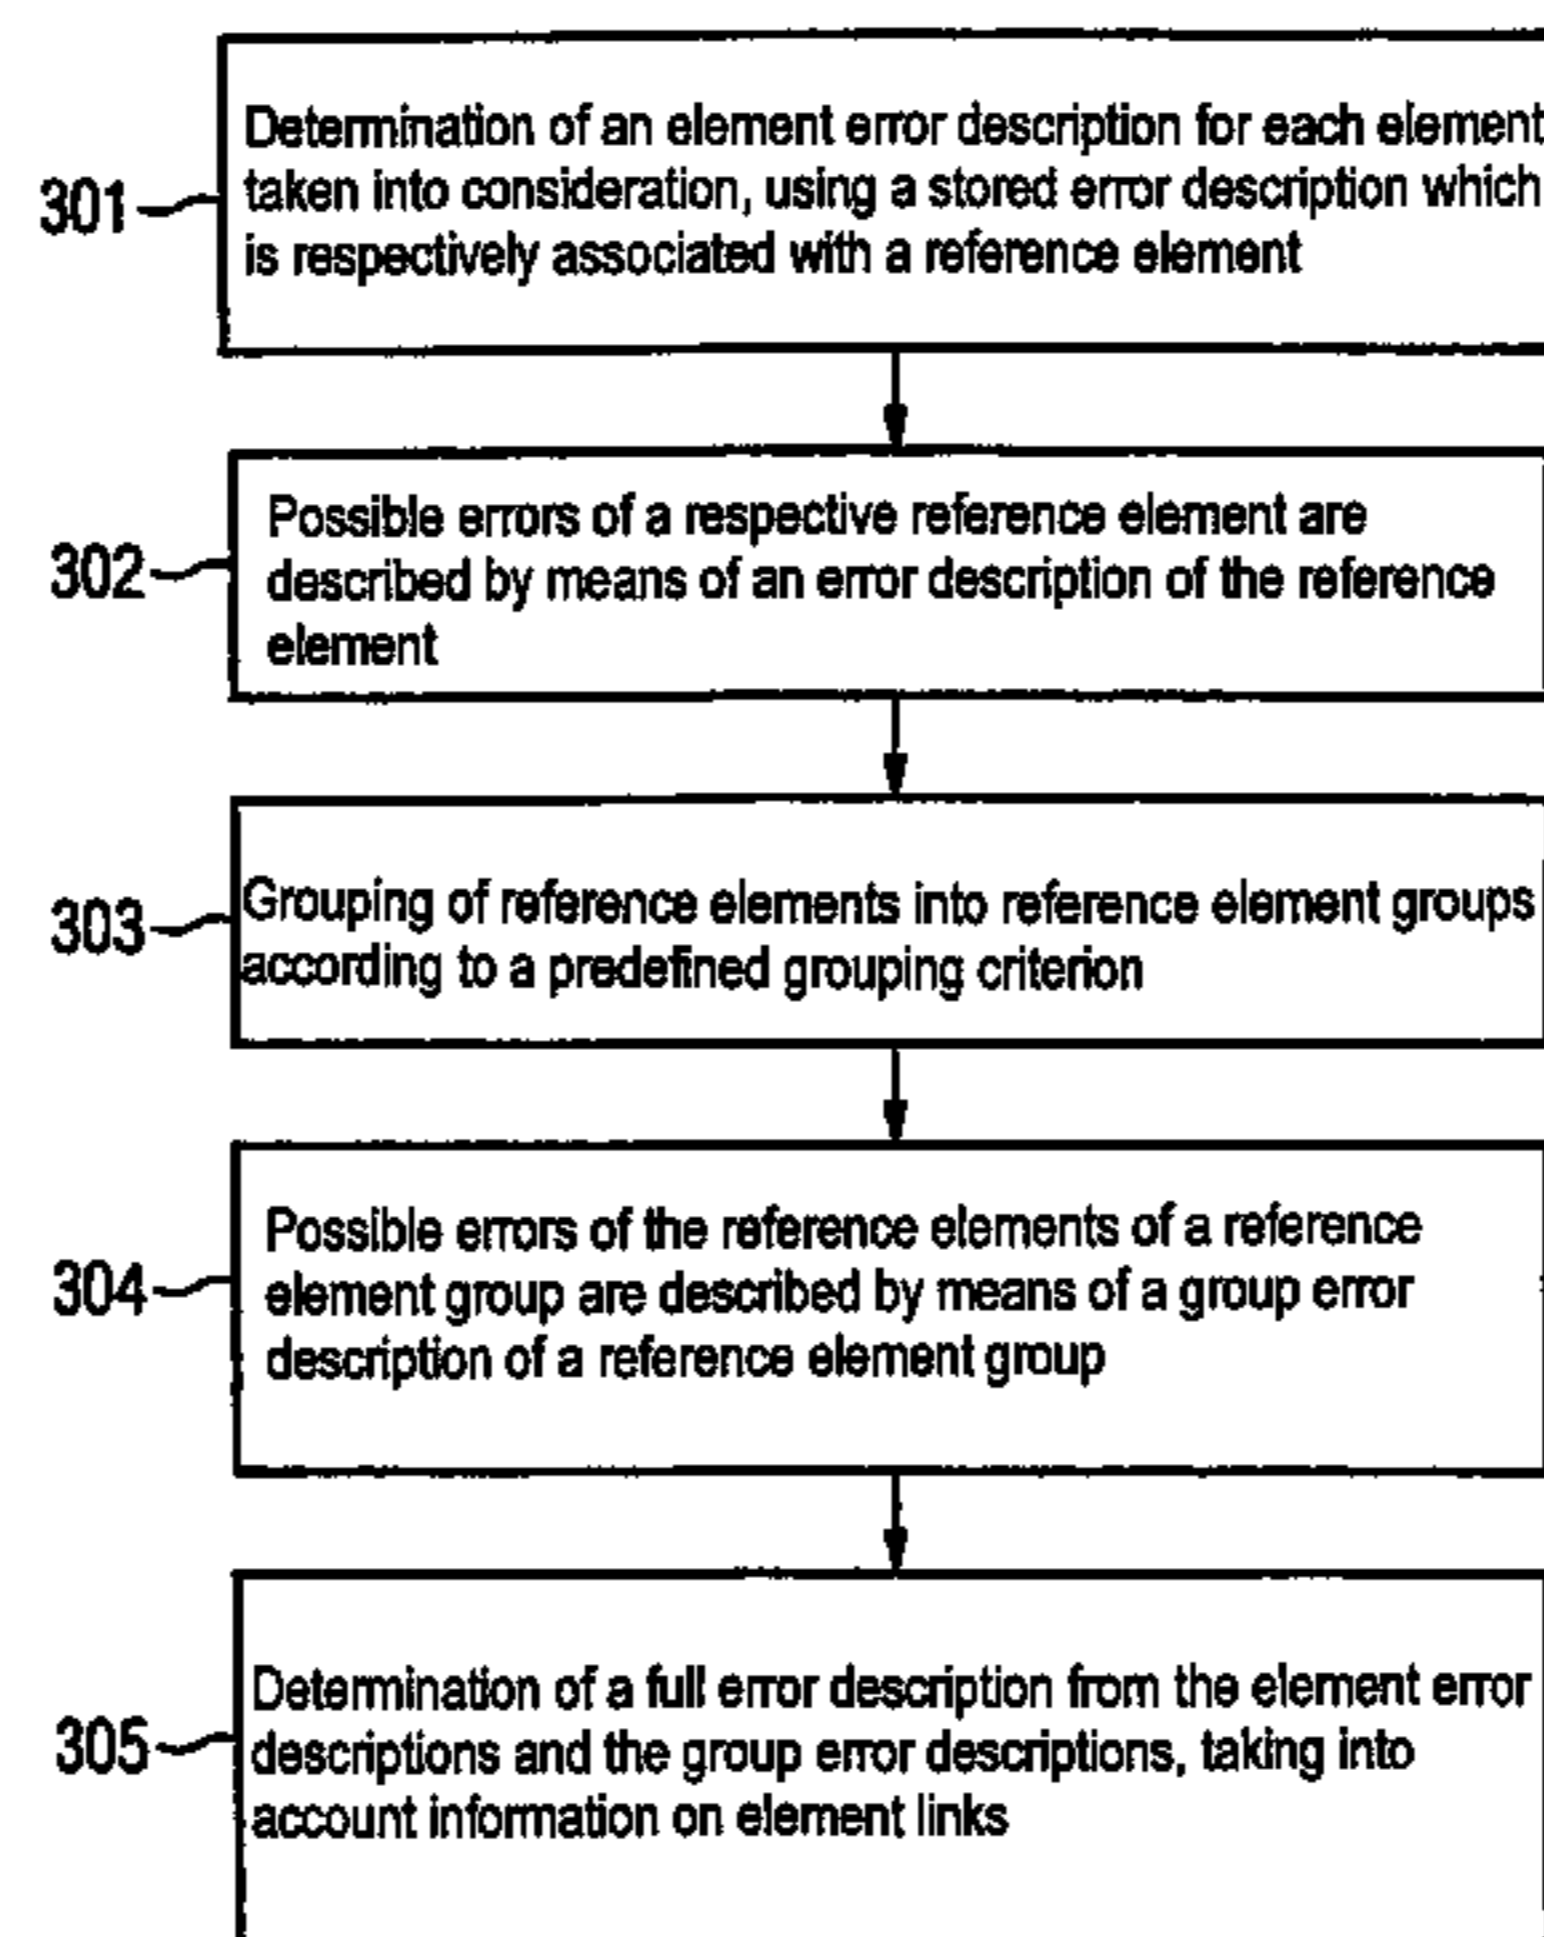 Determination of an element error description for each element
301
taken into consideration, using a stored error description which
is respectively associated with a reference element
Possible errors of a respective reference element are
302
described by means of an error description of the reference
element
303
Grouping of reference elements into reference element groups
according to a predefined grouping criterion
Possible errors of the reference elements of a reference
304
element group are described by means of a group error
description of a reference element group
Determination of a full error description from the element error
305
descriptions and the group error descriptions, taking into
account information on element links